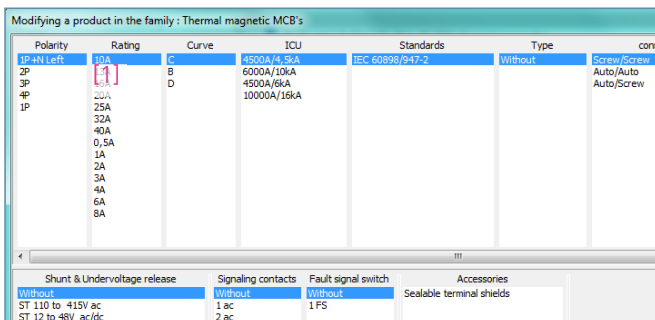 Modifying a product in the family : Thermal magnetic MCB's
Polarity Rating Curve ICU Standards Type
1P+N Left 10A C 4500A/4,5kA IEC 60898/947-2 Without Screw/Screw
2P B 6000A/10kA Auto/Auto
3P D 4500A/6kA Auto/Screw
4P 20A 10000A/16kA
1P 25A
32A
40A
0,5A
1A
2A
3A
4A
6A
8A
[1]
Shunt & Undervoltage release Signaling contacts Fault signal switch Accessories
Without Without Without Sealable terminal shields
ST 110 to 415V ac 1 ac 1 FS
ST 12 to 48V ac/dc 2 ac